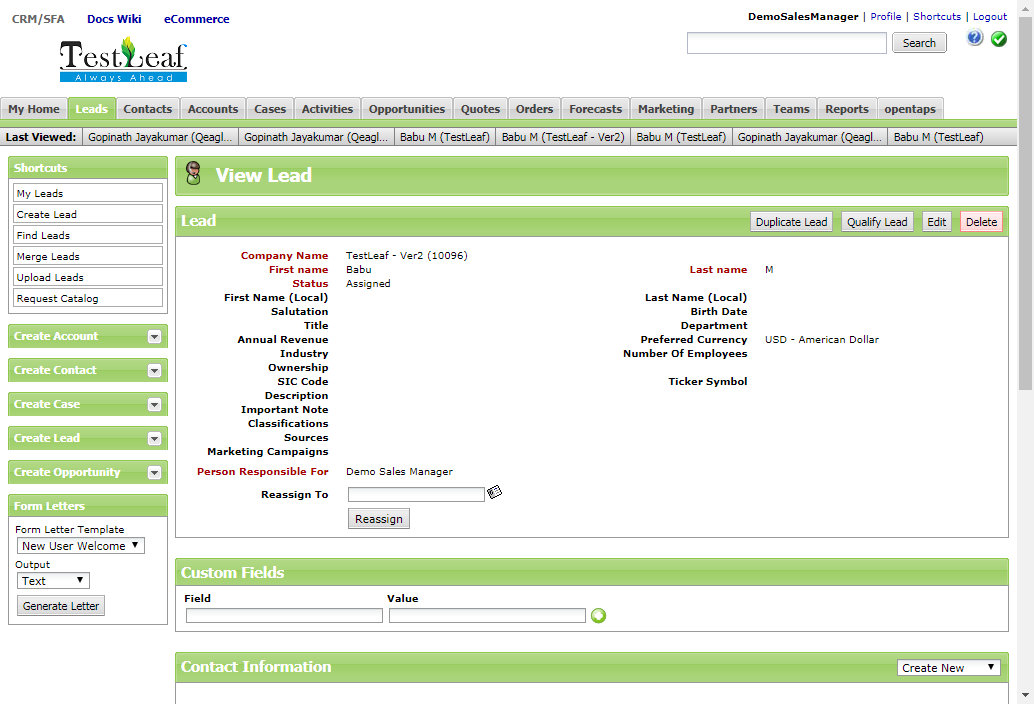 CRM/SFA Docs Wiki eCommerce
DemoSalesManager | Profile | Shortcuts | Logout
TestLeaf
Always Ahead
Search
My Home Leads Contacts Accounts Cases Activities Opportunities Quotes Orders Forecasts Marketing Partners Teams Reports opentaps
Last Viewed: Gopinath Jayakumar (Qeagl... Gopinath Jayakumar (Qeagl... Babu M (TestLeaf) Babu M (TestLeaf - Ver2) Babu M (TestLeaf) Gopinath Jayakumar (Qeagl... Babu M (TestLeaf)
Shortcuts
My Leads
Create Lead
Find Leads
Merge Leads
Upload Leads
Request Catalog
Create Account
Create Contact
Create Case
Create Lead
Create Opportunity
Form Letters
Form Letter Template
New User Welcome
Output
Text
Generate Letter
View Lead
Lead
Duplicate Lead Qualify Lead Edit Delete
Company Name TestLeaf - Ver2 (10096)
First name Babu Last name M
Status Assigned
First Name (Local) Last Name (Local)
Salutation Birth Date
Title Department
Annual Revenue Preferred Currency USD - American Dollar
Industry Number Of Employees
Ownership
SIC Code Ticker Symbol
Description
Important Note
Classifications
Sources
Marketing Campaigns
Person Responsible For Demo Sales Manager
Reassign To
Reassign
Custom Fields
Field Value
Contact Information
Create New